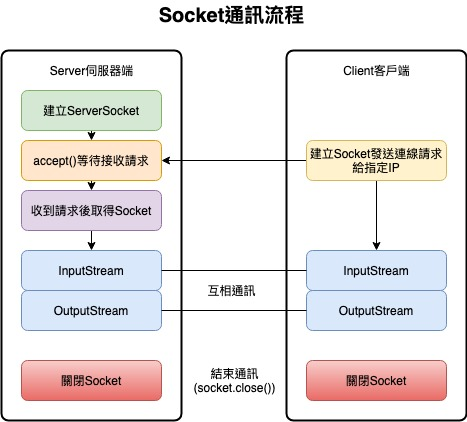 Socket通訊流程
Server伺服器端
建立ServerSocket
accept()等待接收請求
收到請求後取得Socket
InputStream
OutputStream
關閉Socket
互相通訊
結束通訊
(socket.close())
Client客戶端
建立Socket發送連線請求
給指定IP
InputStream
OutputStream
關閉Socket